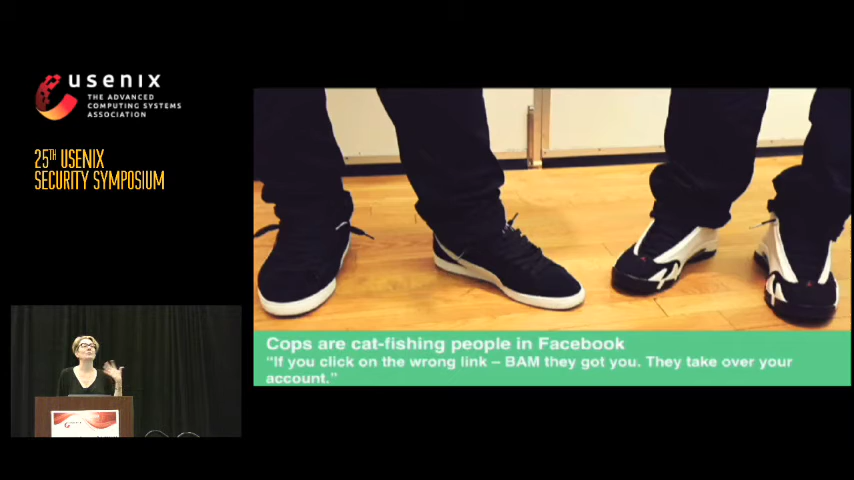 usenix
THE ADVANCED
COMPUTING SYSTEMS
ASSOCIATION
25TH USENIX
SECURITY SYMPOSIUM
Cops are cat-fishing people in Facebook
“If you click on the wrong link – BAM they got you. They take over your
account.”